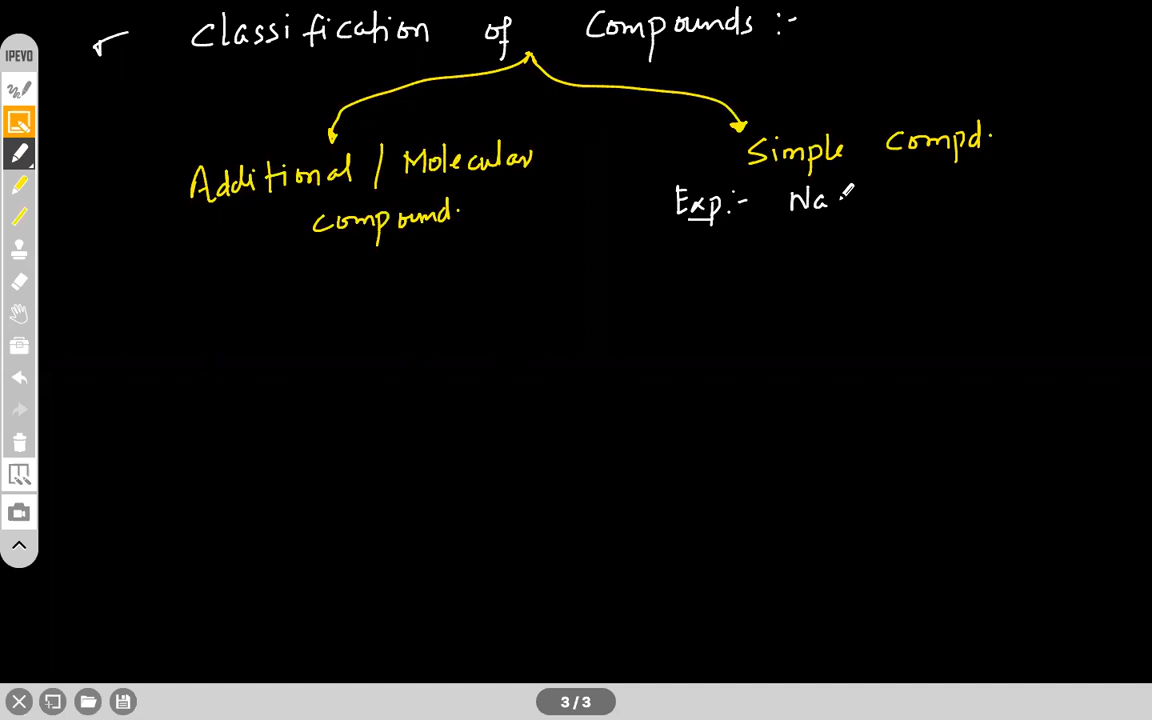 Classification of Compounds :-
Additional / Molecular compound.
Simple Compd.
Exp:- Na
IPEVO
3/3